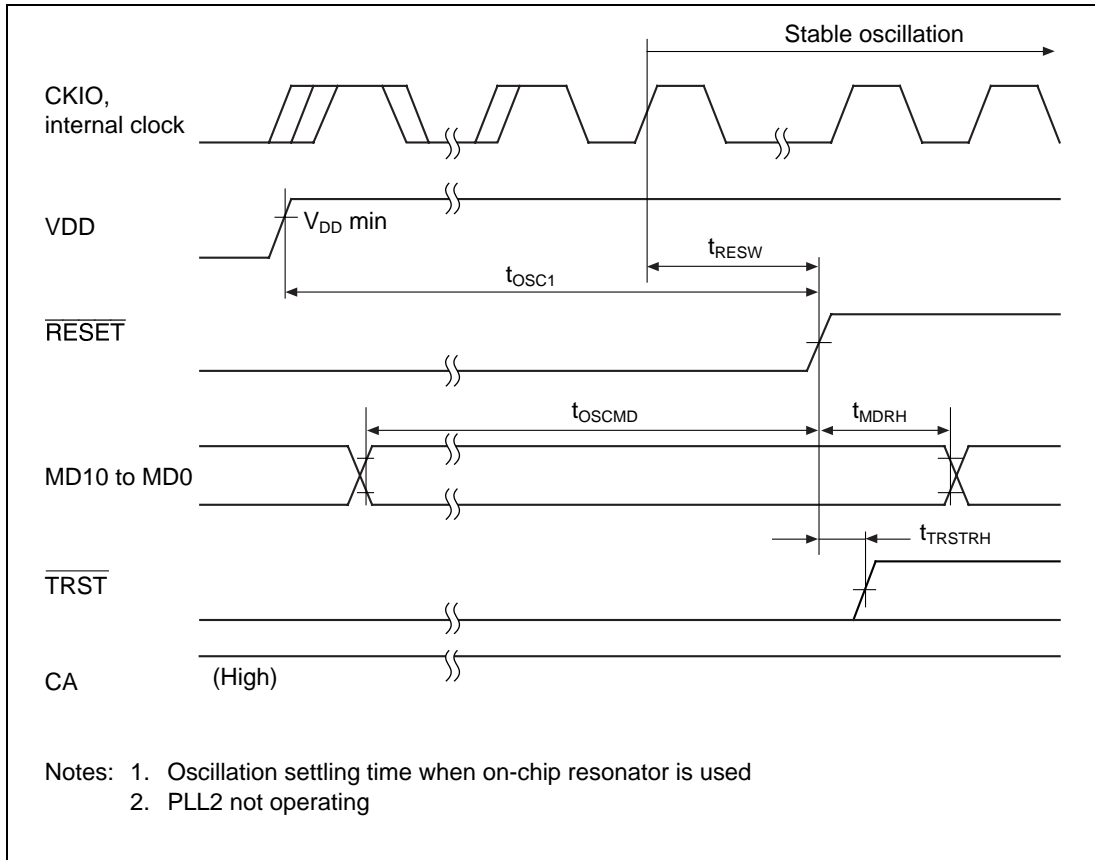 Stable oscillation
CKIO,
internal clock
VDD
VDD min
tRESW
tOSC1
RESET
tOSCMD
tMDRH
MD10 to MD0
tTRSTRH
TRST
CA
(High)
Notes: 1. Oscillation settling time when on-chip resonator is used
2. PLL2 not operating